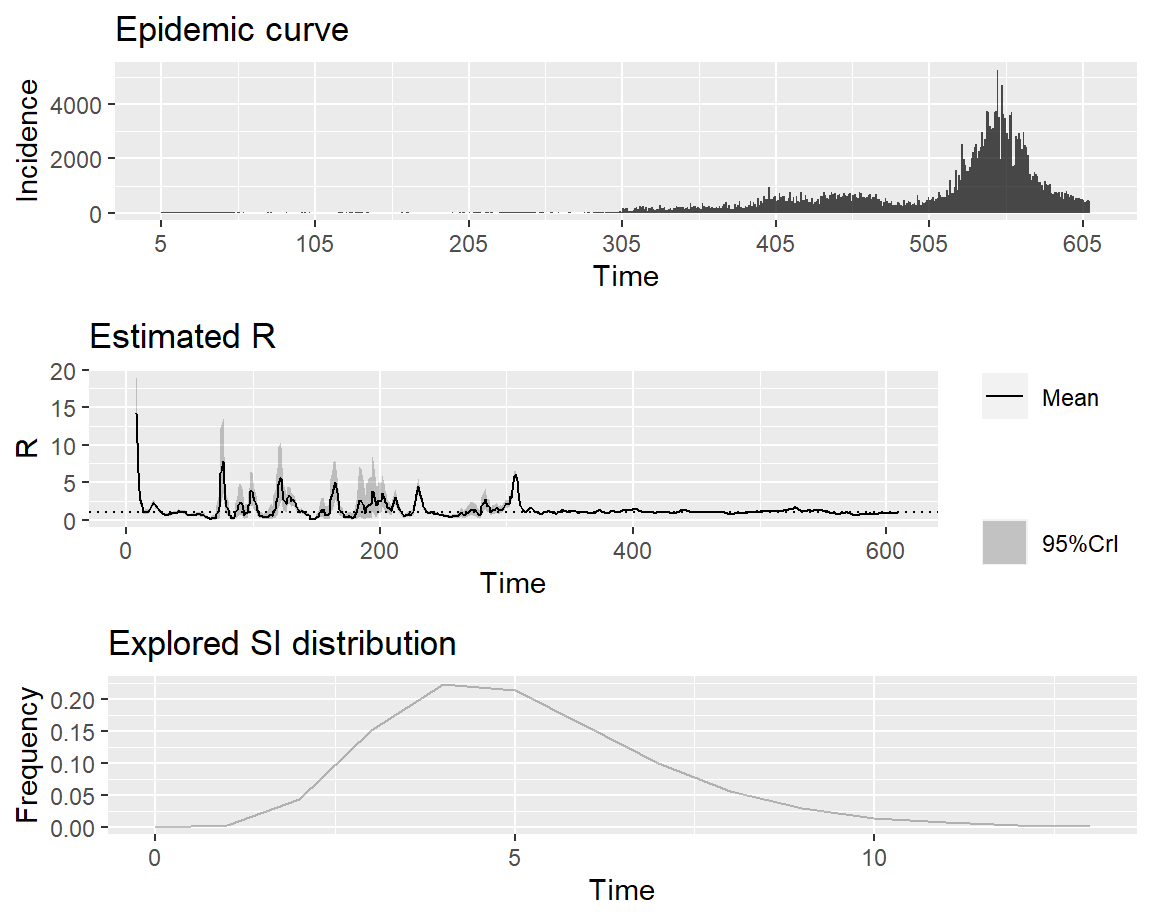 Epidemic curve
Incidence
4000
2000
0
5 105 205 305 405 505 605
Time
Estimated R
R
20
15
10
5
0
0 200 400 600
Time
Mean
95%CrI
Explored SI distribution
Frequency
0.20
0.15
0.10
0.05
0.00
0 5 10
Time